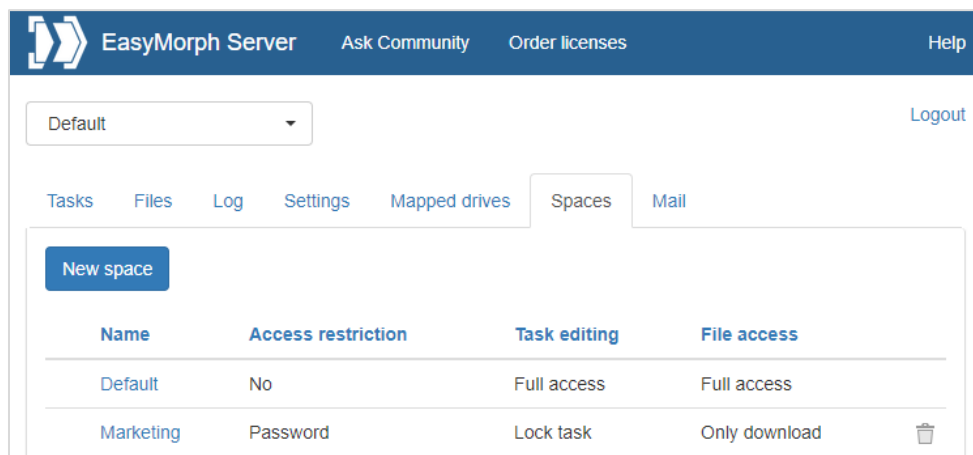 EasyMorph Server Ask Community Order licenses Help
Default Logout
Tasks Files Log Settings Mapped drives Spaces Mail
New space
Name Access restriction Task editing File access
Default No Full access Full access
Marketing Password Lock task Only download